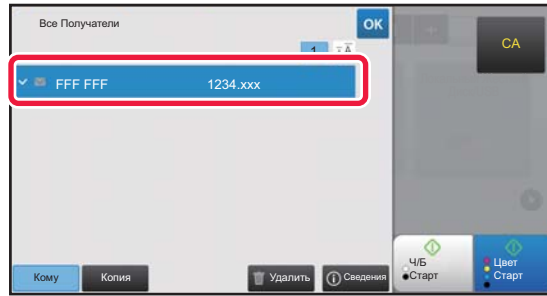 Все Получатели
OK
CA
1
FFF FFF 1234.xxx
Кому
Копия
Удалить
Сведения
Ч/Б
Старт
Цвет
Старт